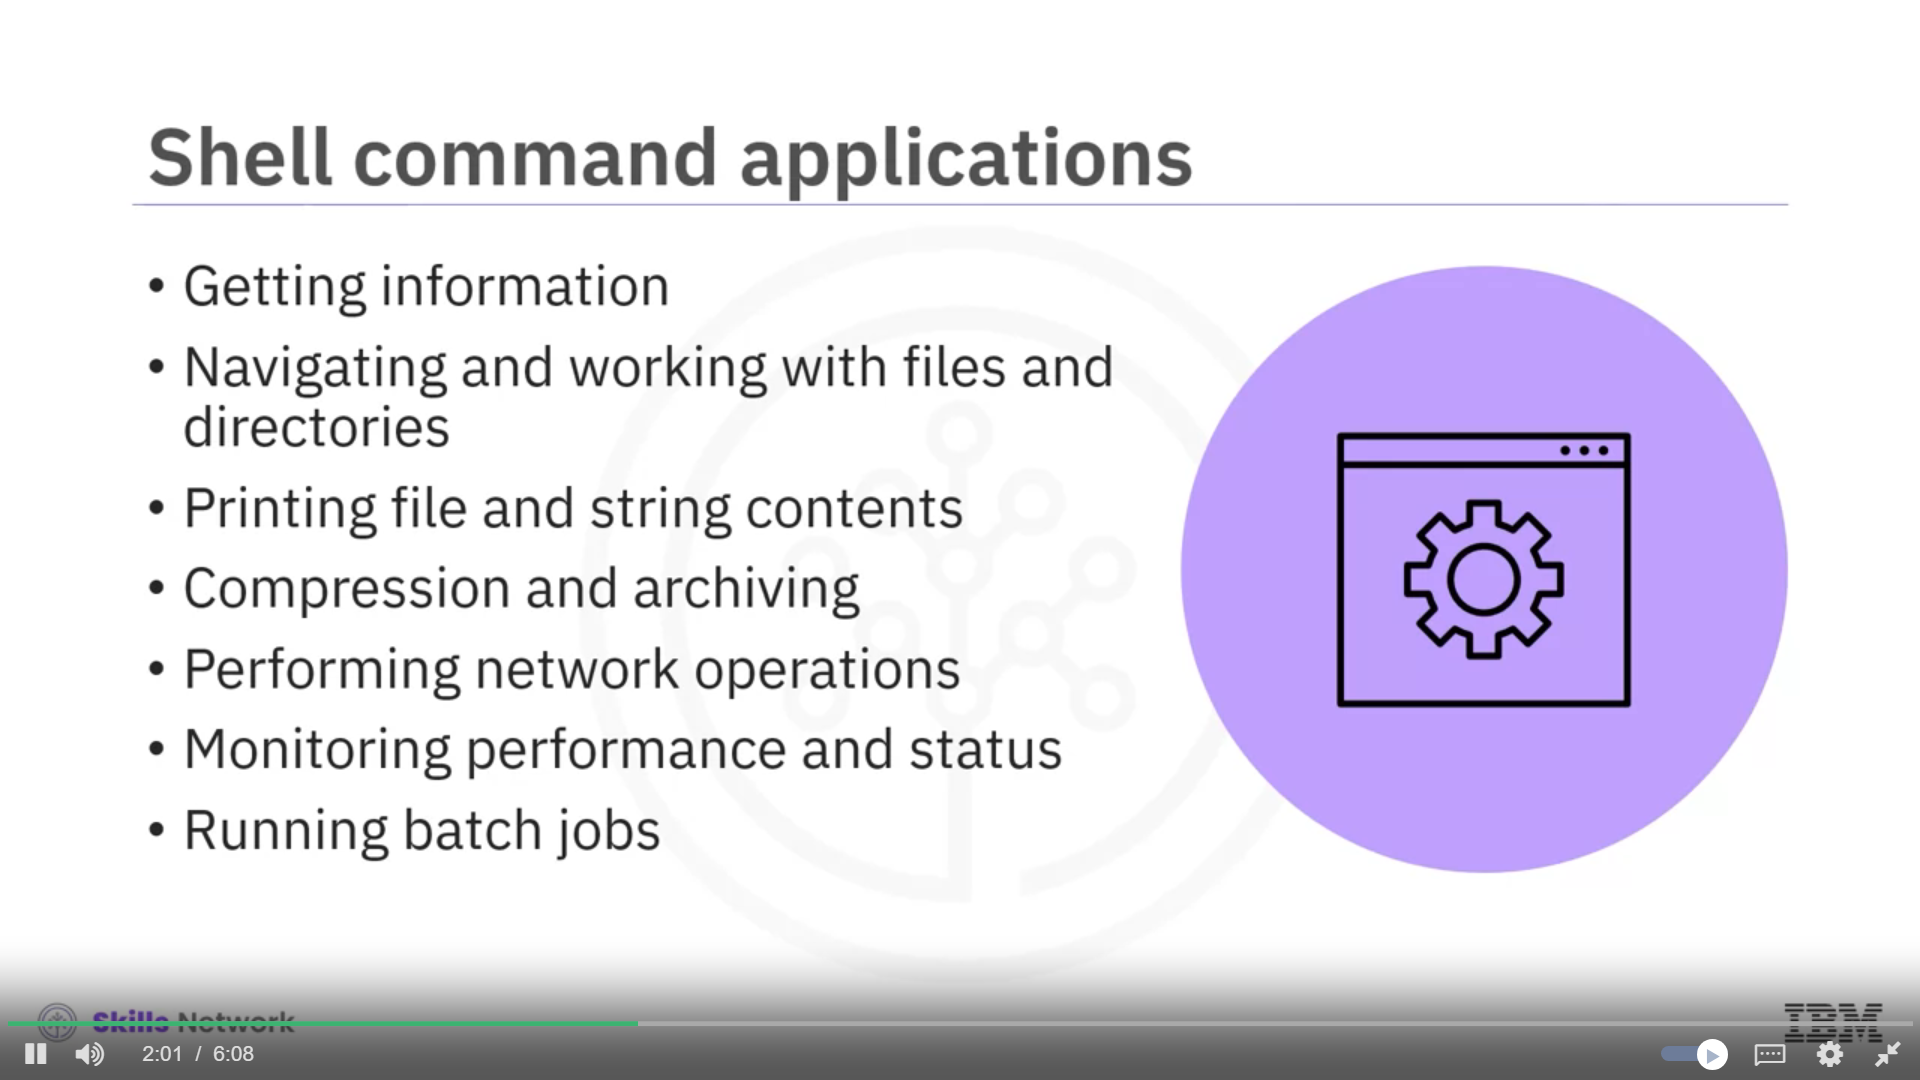 Shell command applications
• Getting information
• Navigating and working with files and
directories
• Printing file and string contents
• Compression and archiving
• Performing network operations
• Monitoring performance and status
• Running batch jobs
Skills Network
IBM
2:01 / 6:08